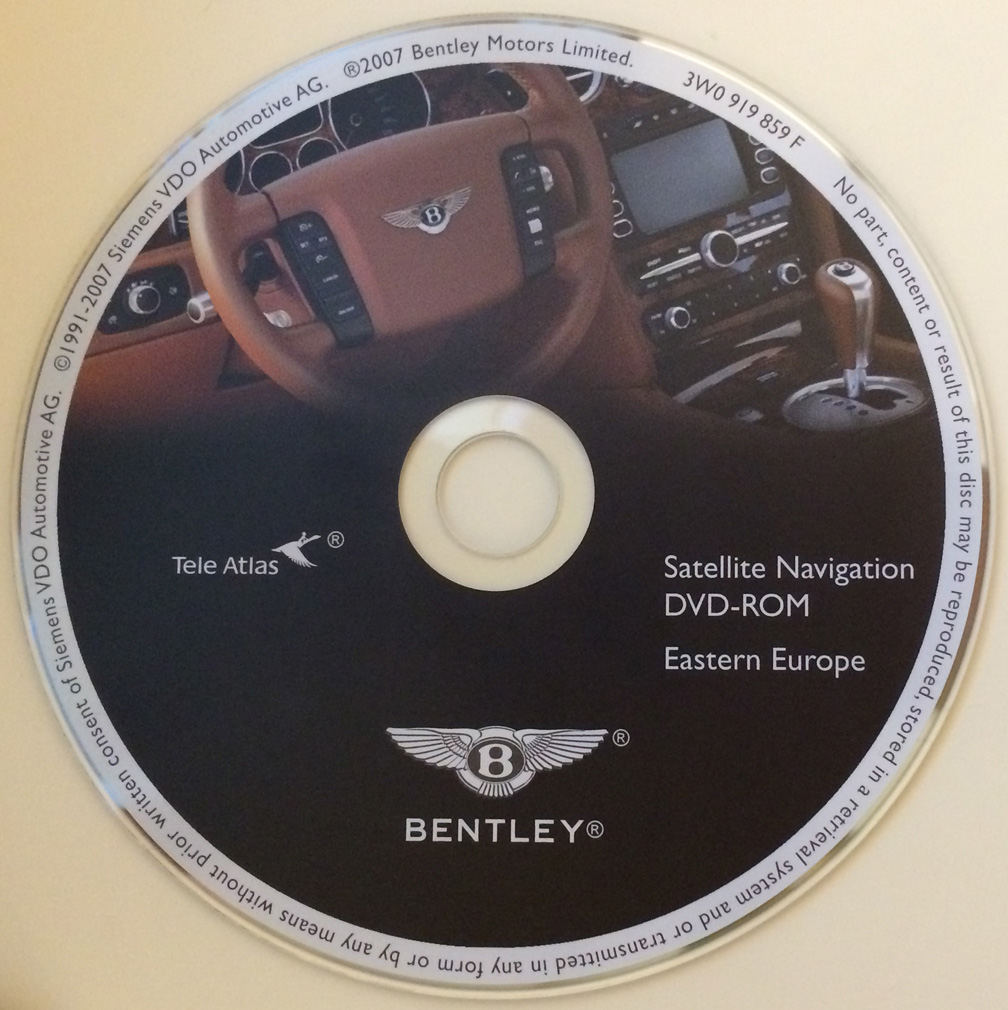 ©1991-2007 Siemens VDO Automotive AG. ®2007 Bentley Motors Limited. 3W0 919 859 F
No part, content or result of this disc may be reproduced, stored in a retrieval system and or transmitted in any form or by any means without prior written consent of Siemens VDO Automotive AG.
B
Tele Atlas ®
Satellite Navigation
DVD-ROM
Eastern Europe
B ®
BENTLEY®